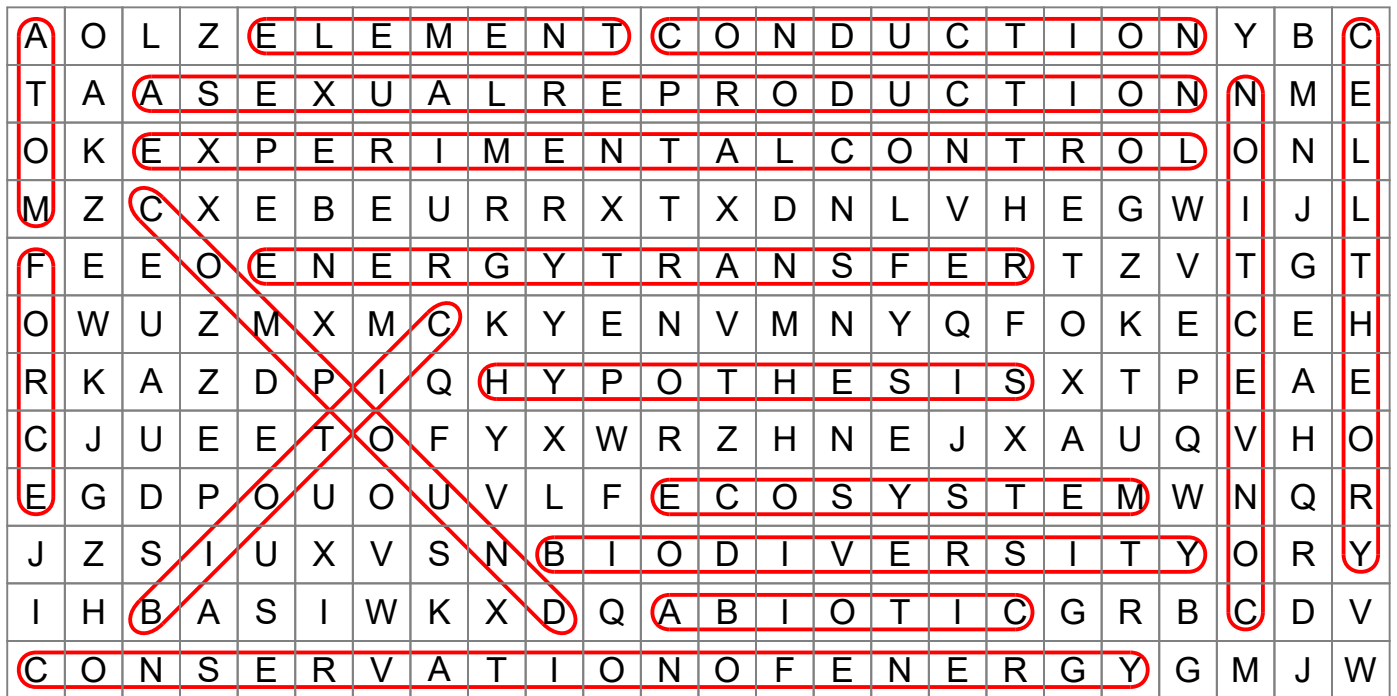 A O L Z E L E M E N T C O N D U C T I O N Y B C
T A A S E X U A L R E P R O D U C T I O N N M E
O K E X P E R I M E N T A L C O N T R O L O N L
M Z C X E B E U R R X T X D N L V H E G W I J L
F E E O E N E R G Y T R A N S F E R T Z V T G T
O W U Z M X M C K Y E N V M N Y Q F O K E C E H
R K A Z D P I Q H Y P O T H E S I S X T P E A E
C J U E E T O F Y X W R Z H N E J X A U Q V H O
E G D P O U O U V L F E C O S Y S T E M W N Q R
J Z S I U X V S N B I O D I V E R S I T Y O R Y
I H B A S I W K X D Q A B I O T I C G R B C D V
C O N S E R V A T I O N O F E N E R G Y G M J W